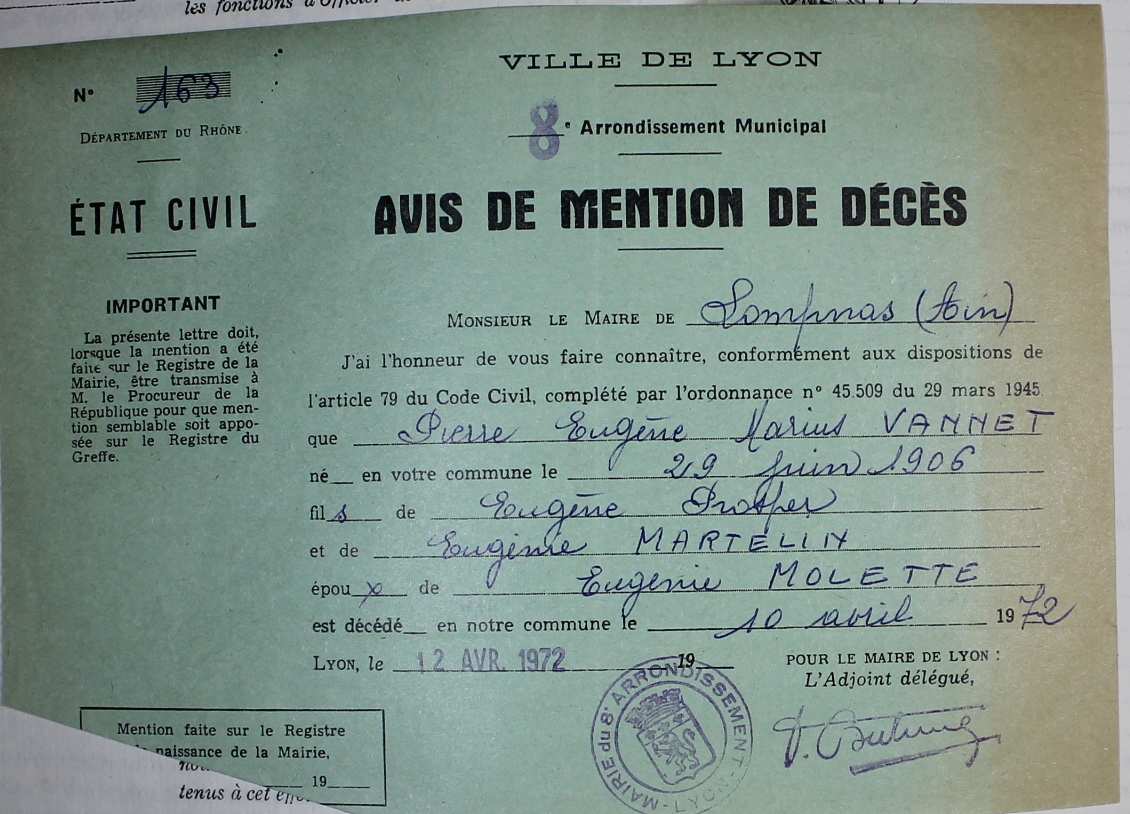 les fonctions d'Officier
N° 163
DÉPARTEMENT DU RHÔNE
ÉTAT CIVIL
IMPORTANT
La présente lettre doit,
lorsque la mention a été
faite sur le Registre de la
Mairie, être transmise à
M. le Procureur de la
République pour que men-
tion semblable soit appo-
sée sur le Registre du
Greffe.
VILLE DE LYON
8e Arrondissement Municipal
AVIS DE MENTION DE DÉCÈS
MONSIEUR LE MAIRE DE Lompnas (Ain)
J'ai l'honneur de vous faire connaître, conformément aux dispositions de
l'article 79 du Code Civil, complété par l'ordonnance n° 45.509 du 29 mars 1945
que Pierre Eugène Marius VANNET
né en votre commune le 29 juin 1906
fils de Eugène Prosper
et de Eugénie MARTELIN
époux de Eugénie MOLETTE
est décédé en notre commune le 10 avril 1972
LYON, le 12 AVR. 1972 19
POUR LE MAIRE DE LYON :
L'Adjoint délégué,
MAIRIE du 8e ARRONDISSEMENT - LYON
Mention faite sur le Registre
naissance de la Mairie,
19
tenus à cet